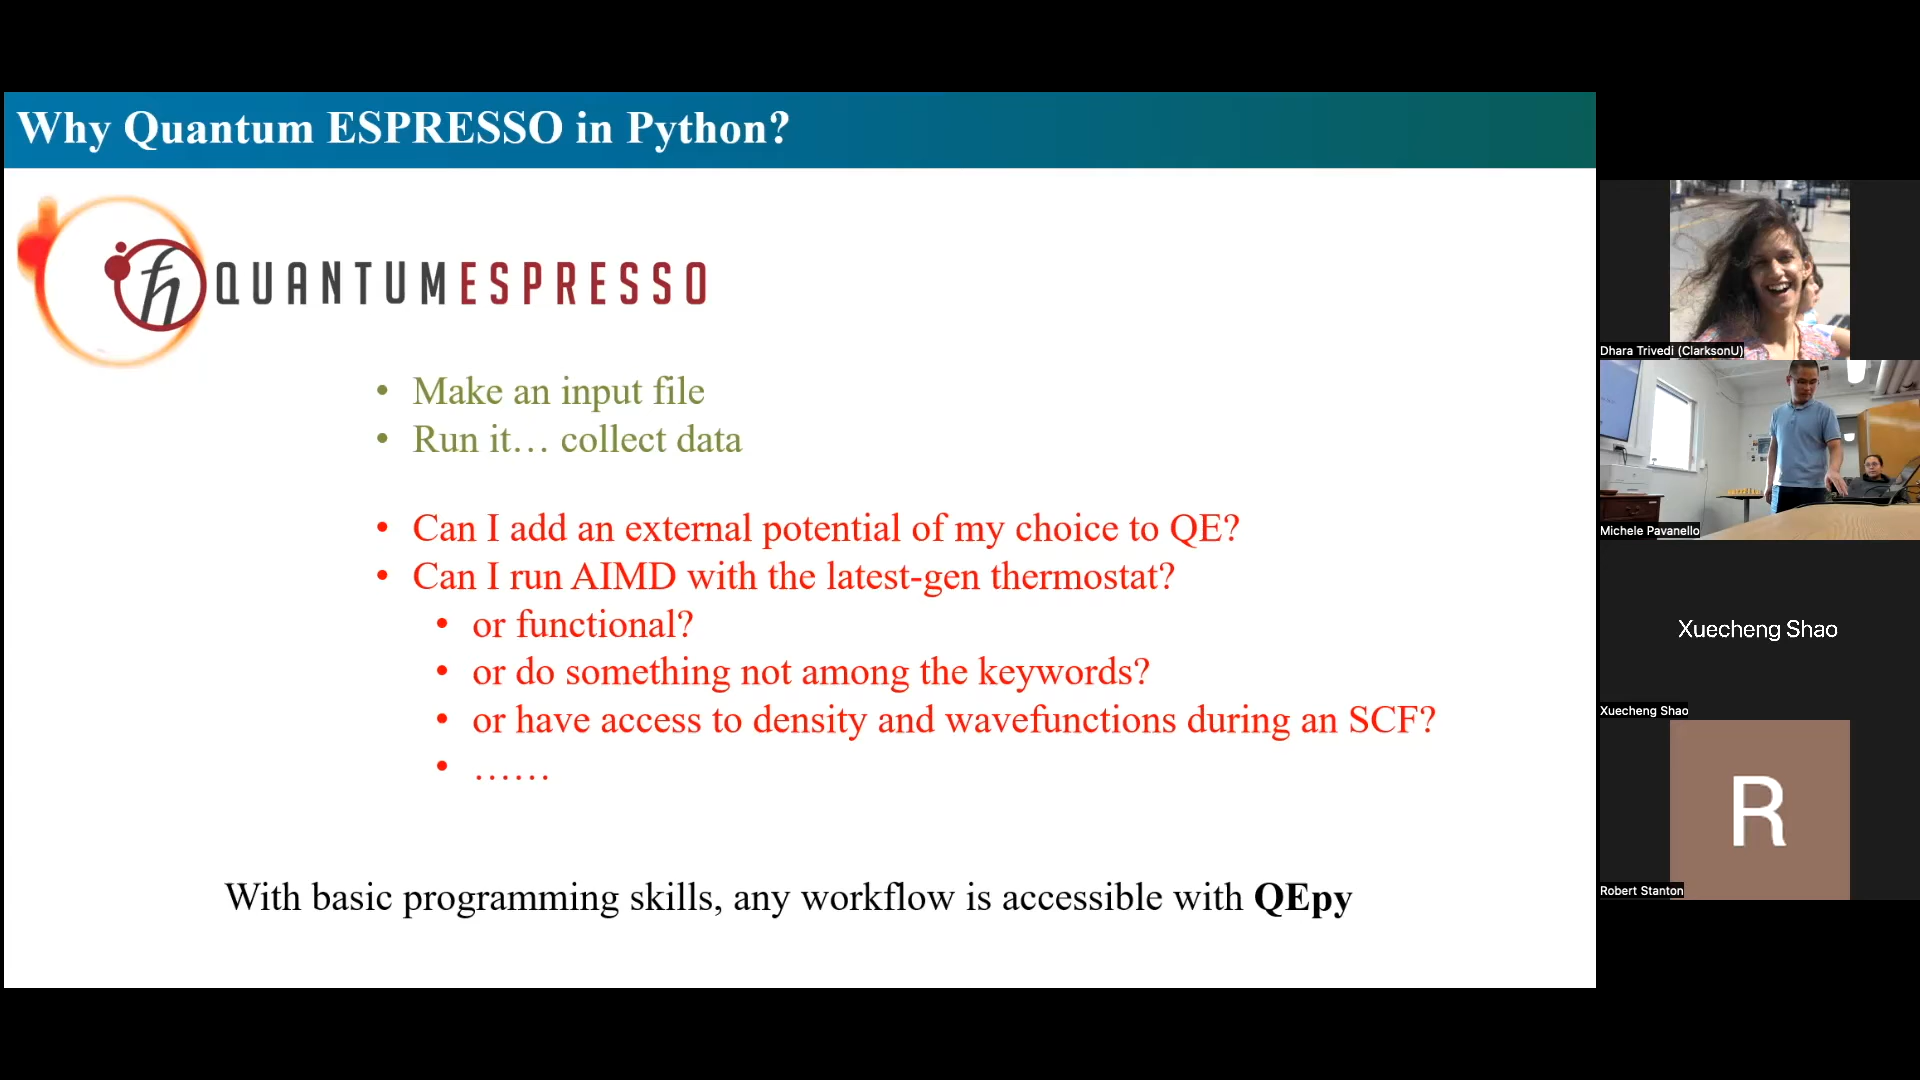 Why Quantum ESPRESSO in Python?
ℏ QUANTUMESPRESSO
• Make an input file
• Run it… collect data
• Can I add an external potential of my choice to QE?
• Can I run AIMD with the latest-gen thermostat?
• or functional?
• or do something not among the keywords?
• or have access to density and wavefunctions during an SCF?
• ……
With basic programming skills, any workflow is accessible with QEpy
Dhara Trivedi (ClarksonU)
Michele Pavanello
Xuecheng Shao
Xuecheng Shao
R
Robert Stanton